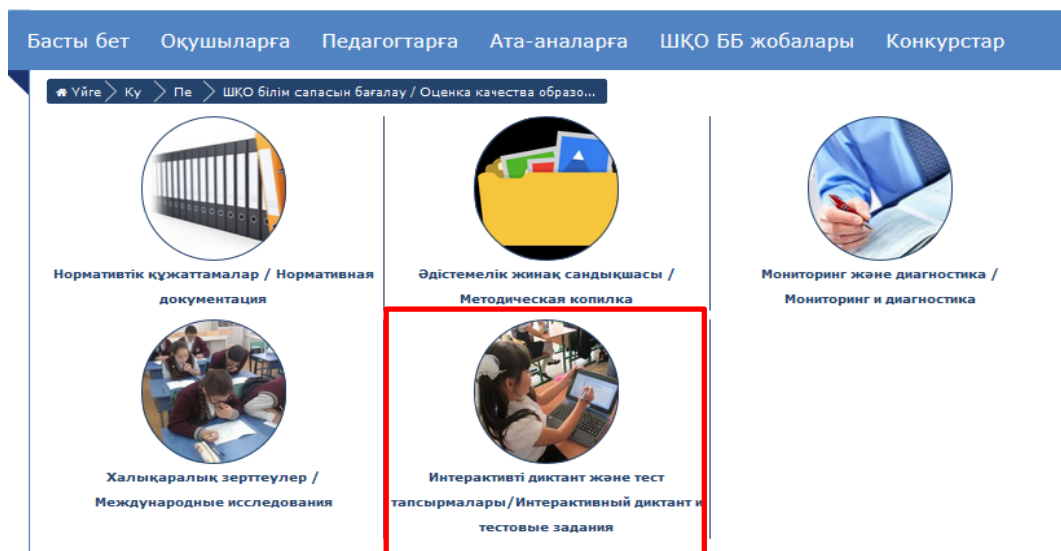 Басты бет Оқушыларға Педагогтарға Ата-аналарға ШҚО ББ жобалары Конкурстар
Үйге Ку Пе ШҚО білім сапасын бағалау / Оценка качества образо...
Нормативтік құжаттамалар / Нормативная
документация
Әдістемелік жинақ сандықшасы /
Методическая копилка
Мониторинг және диагностика /
Мониторинг и диагностика
Халықаралық зерттеулер /
Международные исследования
Интерактивті диктант және тест
тапсырмалары/Интерактивный диктант и
тестовые задания